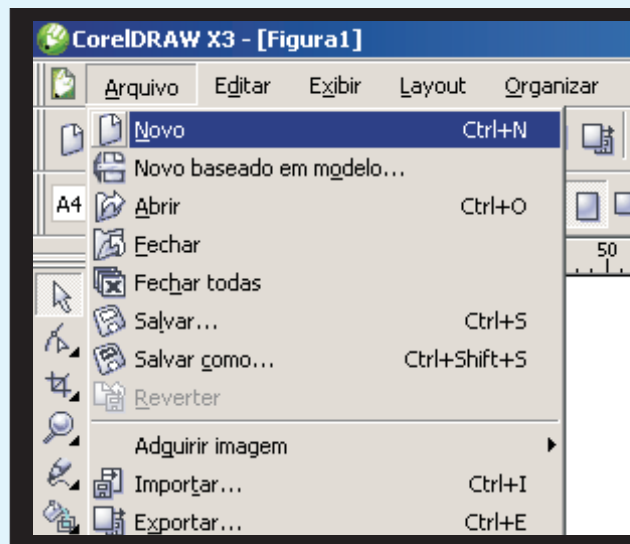 CorelDRAW X3 - [Figura1]
Arquivo Editar Exibir Layout Organizar
Novo Ctrl+N
Novo baseado em modelo...
A4
Abrir Ctrl+O
Fechar
50
Fechar todas
Salvar... Ctrl+S
Salvar como... Ctrl+Shift+S
Reverter
Adquirir imagem
Importar... Ctrl+I
Exportar... Ctrl+E